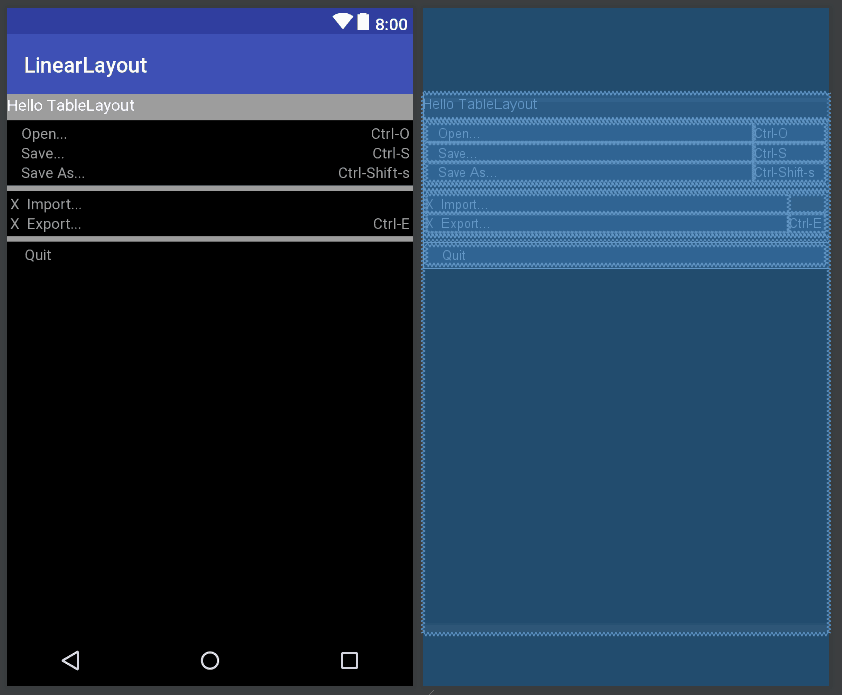 8:00
LinearLayout
Hello TableLayout
Open... Ctrl-O
Save... Ctrl-S
Save As... Ctrl-Shift-s
X Import...
X Export... Ctrl-E
Quit
Hello TableLayout
Open... Ctrl-O
Save... Ctrl-S
Save As... Ctrl-Shift-s
X Import...
X Export... Ctrl-E
Quit